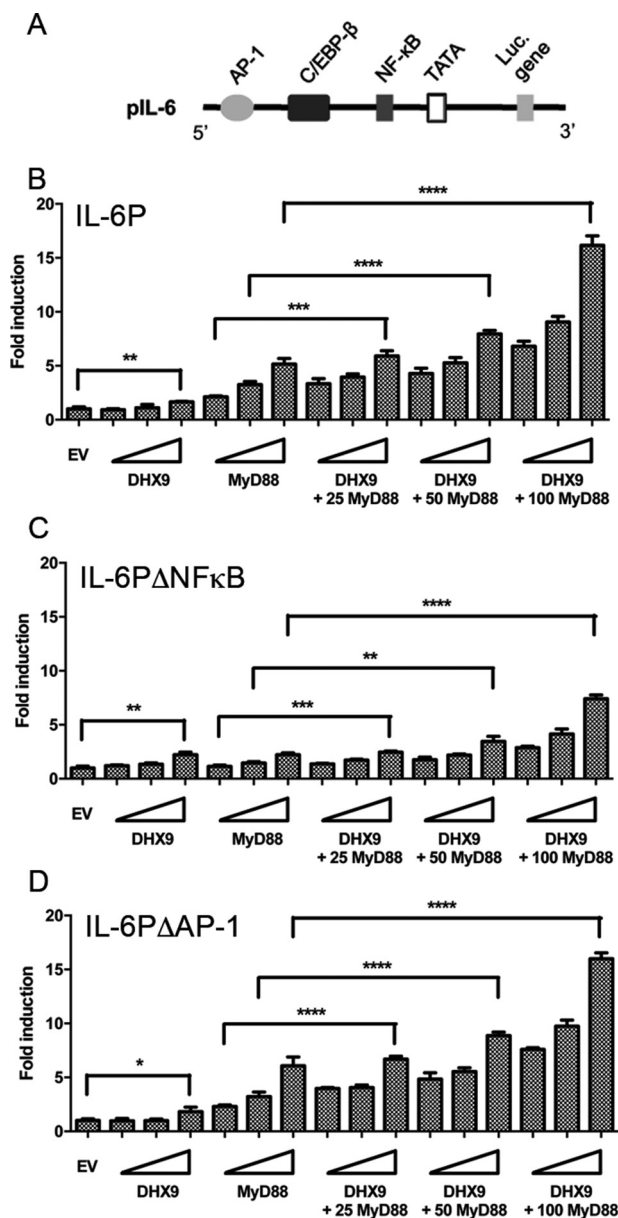 A
AP-1 C/EBP-β NF-κB TATA Luc. gene
pIL-6
5' 3'
B
IL-6P
Fold induction
20
15
10
5
0
****
****
***
**
EV
DHX9 MyD88 DHX9 + 25 MyD88 DHX9 + 50 MyD88 DHX9 + 100 MyD88
C
IL-6PΔNFκB
Fold induction
20
15
10
5
0
****
**
***
**
EV
DHX9 MyD88 DHX9 + 25 MyD88 DHX9 + 50 MyD88 DHX9 + 100 MyD88
D
IL-6PΔAP-1
Fold induction
20
15
10
5
0
****
****
****
*
EV
DHX9 MyD88 DHX9 +25 MyD88 DHX9 + 50 MyD88 DHX9 + 100 MyD88